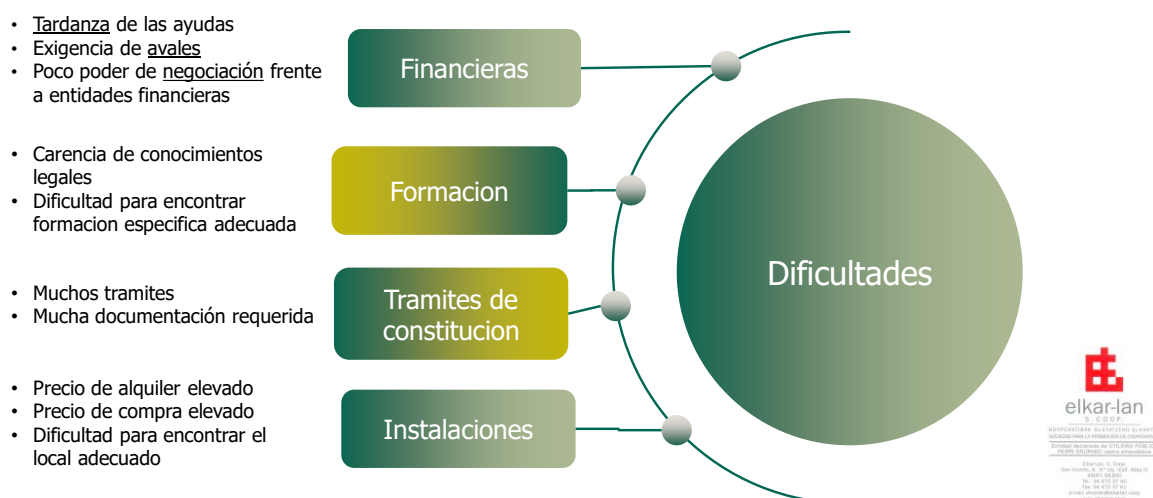 • Tardanza de las ayudas
• Exigencia de avales
• Poco poder de negociación frente
a entidades financieras
Financieras
• Carencia de conocimientos
legales
• Dificultad para encontrar
formacion especifica adecuada
Formacion
• Muchos tramites
• Mucha documentación requerida
Tramites de
constitucion
• Precio de alquiler elevado
• Precio de compra elevado
• Dificultad para encontrar el
local adecuado
Instalaciones
Dificultades
elkar-lan
S. COOP.